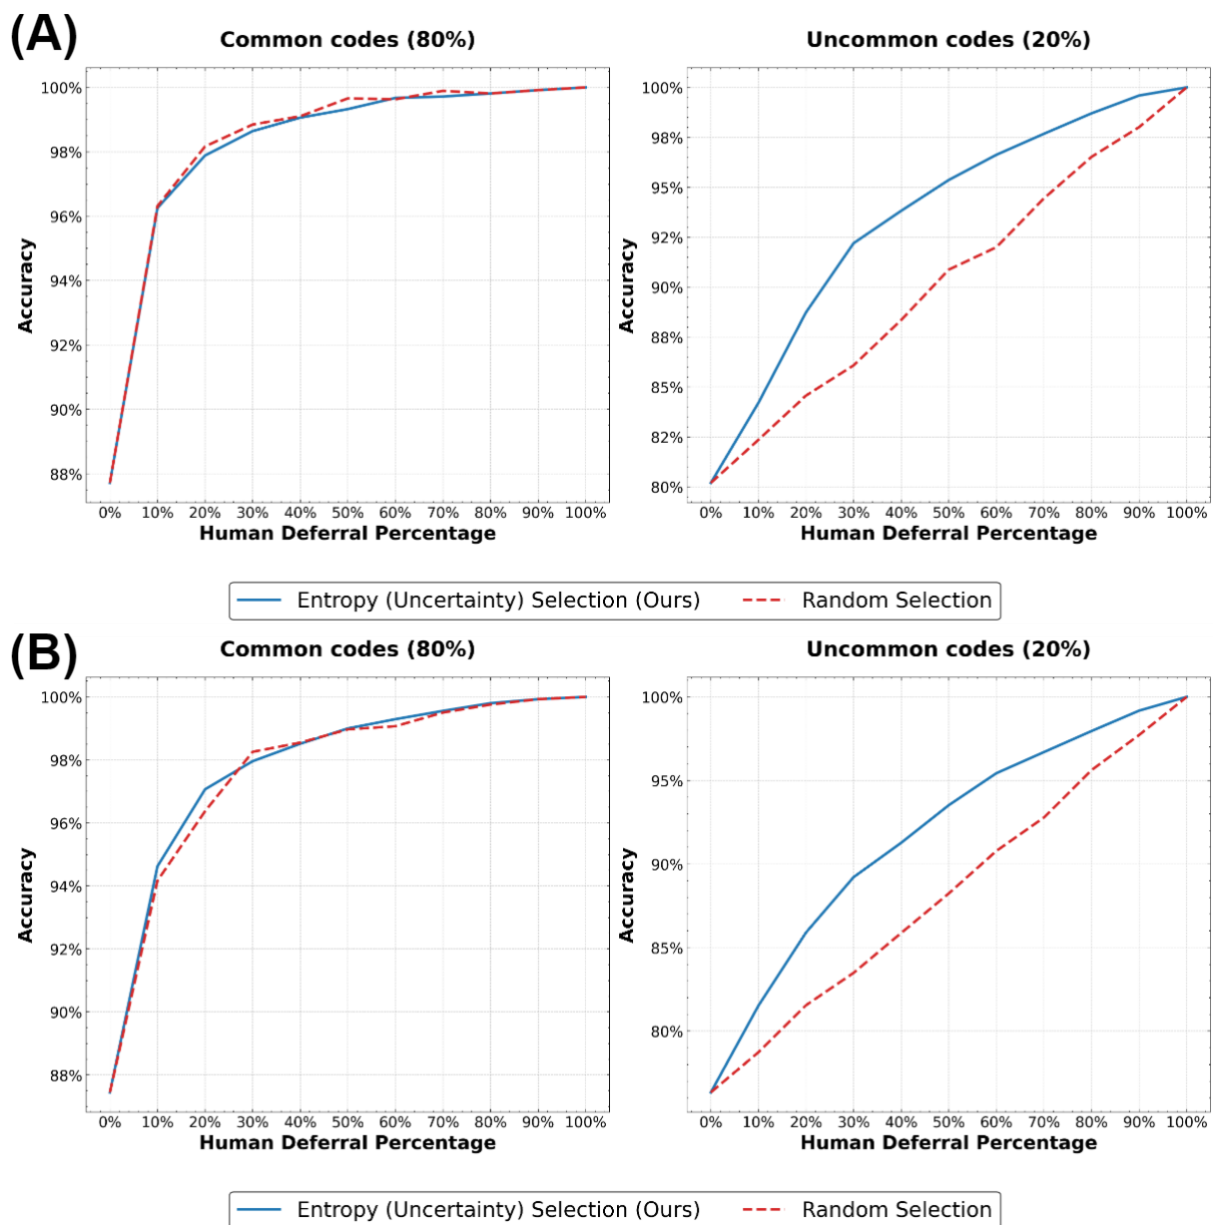 (A)
Common codes (80%)
Uncommon codes (20%)
100%
98%
96%
94%
92%
90%
88%
Accuracy
0% 10% 20% 30% 40% 50% 60% 70% 80% 90% 100%
Human Deferral Percentage
100%
98%
95%
92%
90%
88%
85%
82%
80%
Accuracy
0% 10% 20% 30% 40% 50% 60% 70% 80% 90% 100%
Human Deferral Percentage
Entropy (Uncertainty) Selection (Ours) Random Selection
(B)
Common codes (80%)
Uncommon codes (20%)
100%
98%
96%
94%
92%
90%
88%
Accuracy
0% 10% 20% 30% 40% 50% 60% 70% 80% 90% 100%
Human Deferral Percentage
100%
95%
90%
85%
80%
Accuracy
0% 10% 20% 30% 40% 50% 60% 70% 80% 90% 100%
Human Deferral Percentage
Entropy (Uncertainty) Selection (Ours) Random Selection